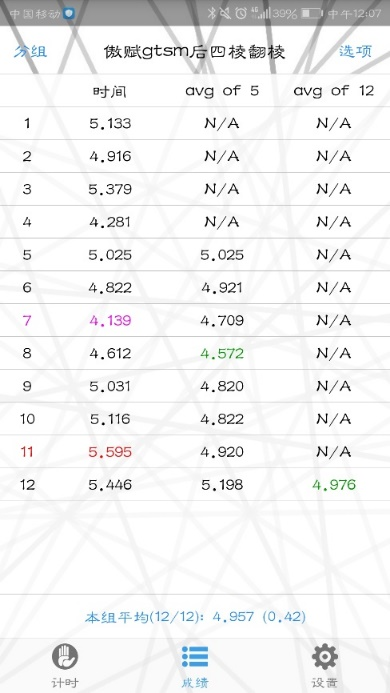 中国移动 39% 中午12:07
分组 傲赋gtsm后四棱翻棱 选项
时间 avg of 5 avg of 12
1 5.133 N/A N/A
2 4.916 N/A N/A
3 5.379 N/A N/A
4 4.281 N/A N/A
5 5.025 5.025 N/A
6 4.822 4.921 N/A
7 4.139 4.709 N/A
8 4.612 4.572 N/A
9 5.031 4.820 N/A
10 5.116 4.822 N/A
11 5.595 4.920 N/A
12 5.446 5.198 4.976
本组平均(12/12): 4.957 (0.42)
计时 成绩 设置